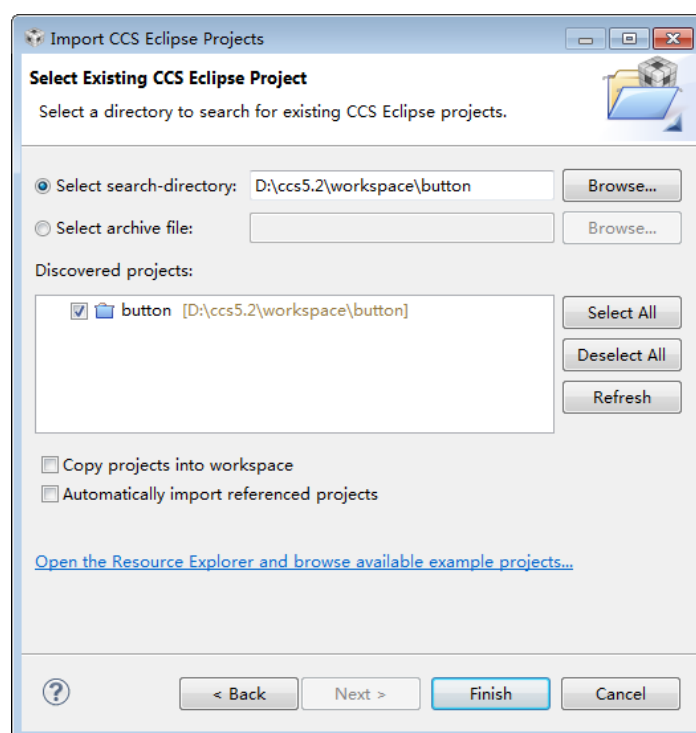 Import CCS Eclipse Projects
Select Existing CCS Eclipse Project
Select a directory to search for existing CCS Eclipse projects.
Select search-directory: D:\ccs5.2\workspace\button Browse...
Select archive file: Browse...
Discovered projects:
button [D:\ccs5.2\workspace\button]
Select All
Deselect All
Refresh
Copy projects into workspace
Automatically import referenced projects
Open the Resource Explorer and browse available example projects...
? < Back Next > Finish Cancel